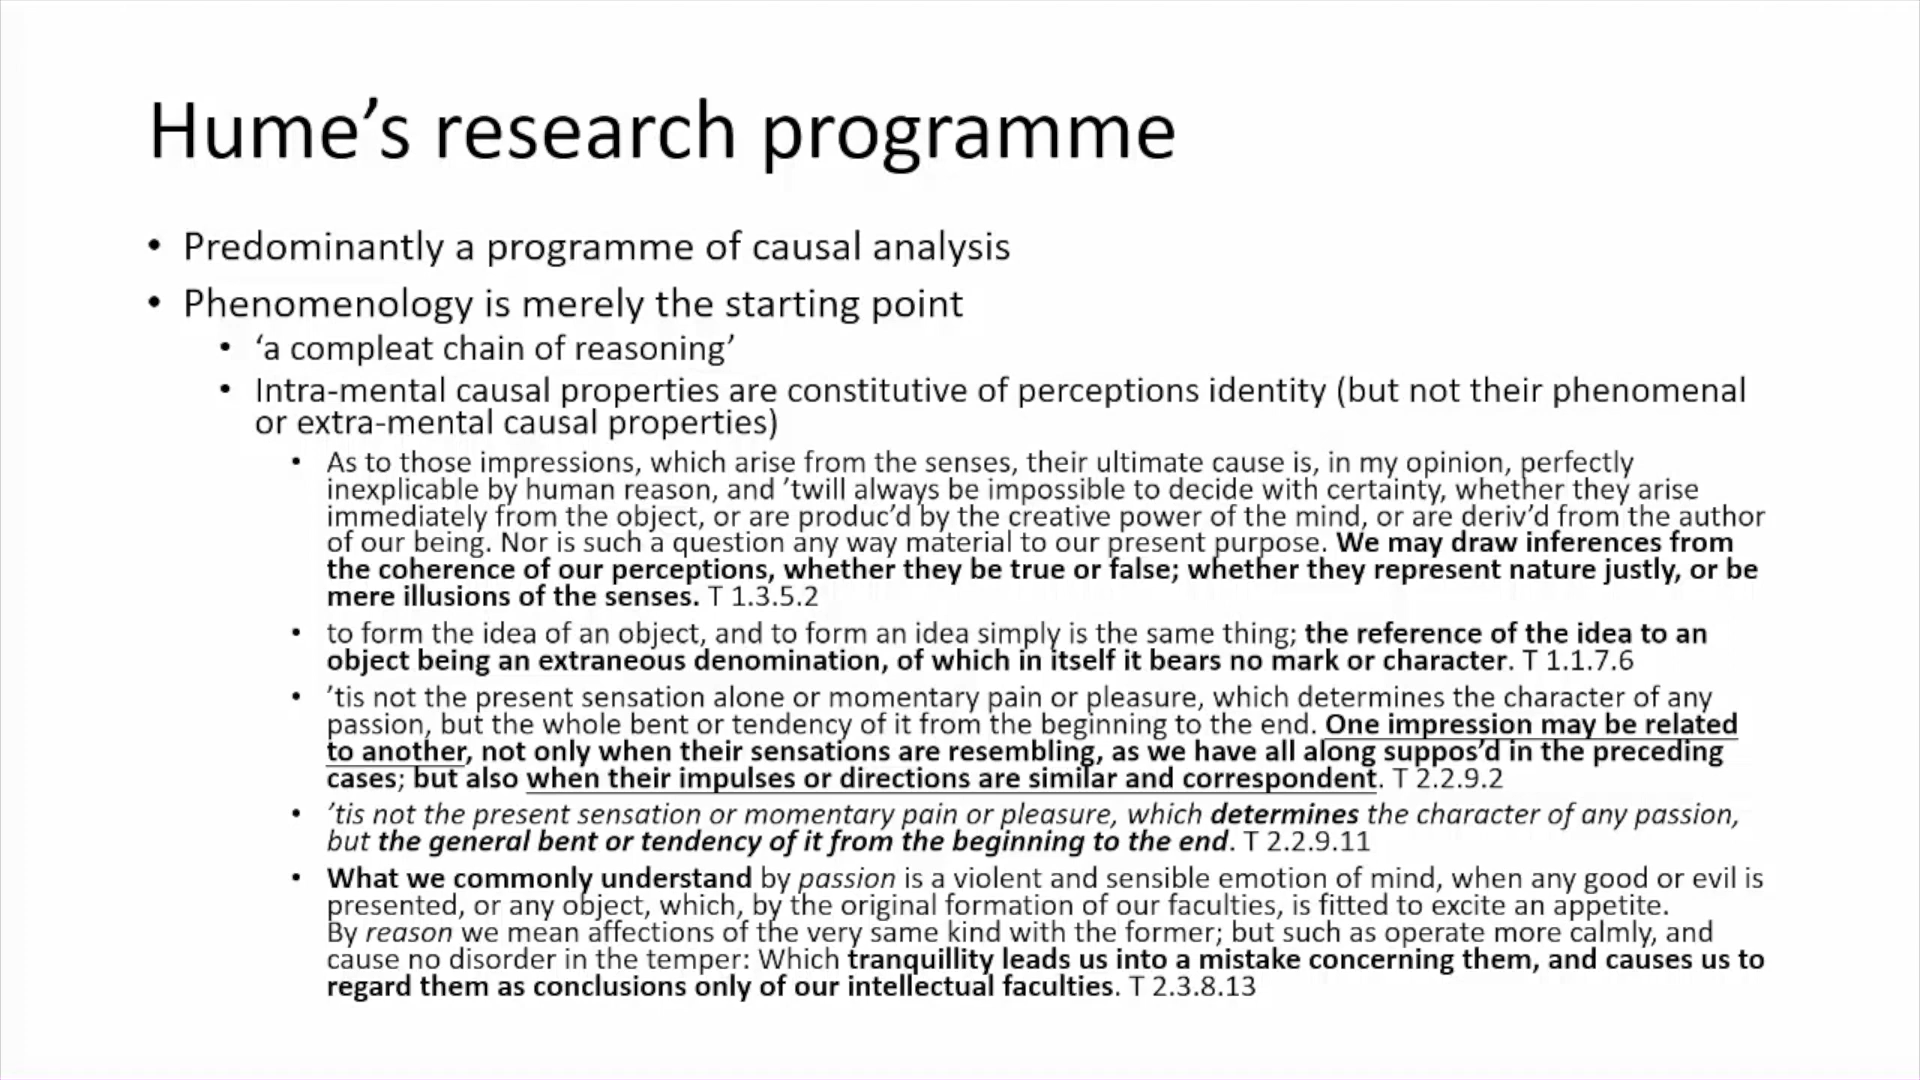 Hume’s research programme
• Predominantly a programme of causal analysis
• Phenomenology is merely the starting point
• ‘a compleat chain of reasoning’
• Intra-mental causal properties are constitutive of perceptions identity (but not their phenomenal
or extra-mental causal properties)
• As to those impressions, which arise from the senses, their ultimate cause is, in my opinion, perfectly
inexplicable by human reason, and ’twill always be impossible to decide with certainty, whether they arise
immediately from the object, or are produc’d by the creative power of the mind, or are deriv’d from the author
of our being. Nor is such a question any way material to our present purpose. We may draw inferences from
the coherence of our perceptions, whether they be true or false; whether they represent nature justly, or be
mere illusions of the senses. T 1.3.5.2
• to form the idea of an object, and to form an idea simply is the same thing; the reference of the idea to an
object being an extraneous denomination, of which in itself it bears no mark or character. T 1.1.7.6
• ’tis not the present sensation alone or momentary pain or pleasure, which determines the character of any
passion, but the whole bent or tendency of it from the beginning to the end. One impression may be related
to another, not only when their sensations are resembling, as we have all along suppos’d in the preceding
cases; but also when their impulses or directions are similar and correspondent. T 2.2.9.2
• ’tis not the present sensation or momentary pain or pleasure, which determines the character of any passion,
but the general bent or tendency of it from the beginning to the end. T 2.2.9.11
• What we commonly understand by passion is a violent and sensible emotion of mind, when any good or evil is
presented, or any object, which, by the original formation of our faculties, is fitted to excite an appetite.
By reason we mean affections of the very same kind with the former; but such as operate more calmly, and
cause no disorder in the temper: Which tranquillity leads us into a mistake concerning them, and causes us to
regard them as conclusions only of our intellectual faculties. T 2.3.8.13